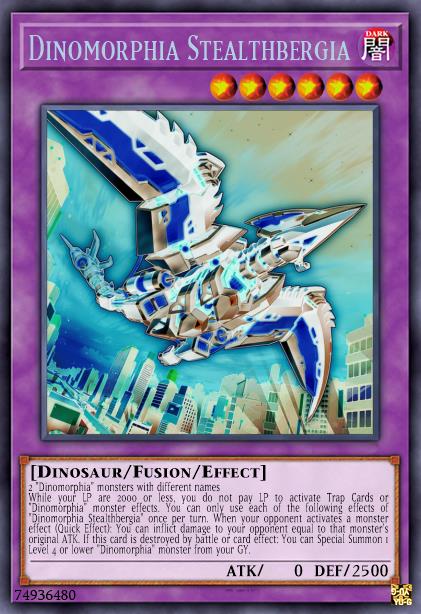 DINOMORPHIA STEALTHBERGIA
DARK
闇
[DINOSAUR/FUSION/EFFECT]
2 "Dinomorphia" monsters with different names
While your LP are 2000 or less, you do not pay LP to activate Trap Cards or
"Dinomorphia" monster effects. You can only use each of the following effects of
"Dinomorphia Stealthbergia" once per turn. When your opponent activates a monster
effect (Quick Effect): You can inflict damage to your opponent equal to that monster's
original ATK. If this card is destroyed by battle or card effect: You can Special Summon 1
Level 4 or lower "Dinomorphia" monster from your GY.
ATK/ 0 DEF/2500
74936480